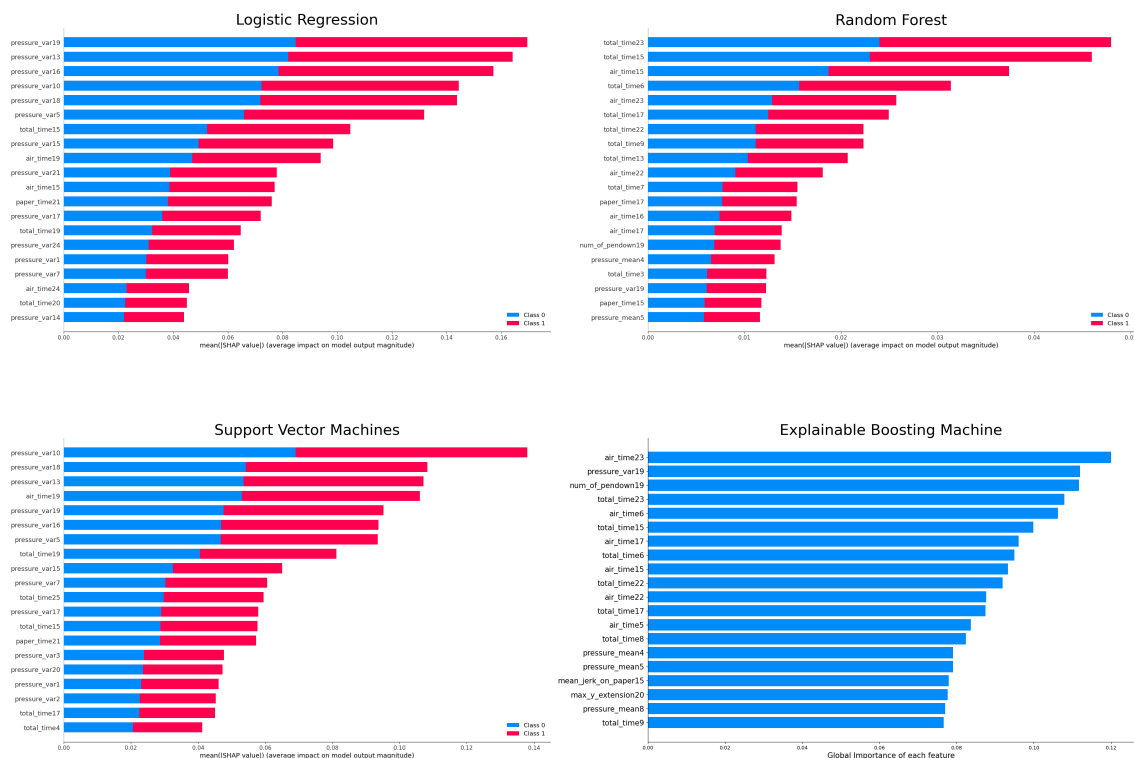 Logistic Regression
pressure_var19
pressure_var13
pressure_var16
pressure_var10
pressure_var18
pressure_var5
total_time15
pressure_var15
air_time19
pressure_var21
air_time15
paper_time21
pressure_var17
total_time19
pressure_var24
pressure_var1
pressure_var7
air_time24
total_time20
pressure_var14
Class 0
Class 1
0.00 0.02 0.04 0.06 0.08 0.10 0.12 0.14 0.16
mean(|SHAP value|) (average impact on model output magnitude)
Random Forest
total_time23
total_time15
air_time15
total_time6
air_time23
total_time17
total_time22
total_time9
total_time13
air_time22
total_time7
paper_time17
air_time16
air_time17
num_of_pendown19
pressure_mean4
total_time3
pressure_var19
paper_time15
pressure_mean5
Class 0
Class 1
0.00 0.01 0.02 0.03 0.04
mean(|SHAP value|) (average impact on model output magnitude)
Support Vector Machines
pressure_var10
pressure_var18
pressure_var13
air_time19
pressure_var19
pressure_var16
pressure_var5
total_time19
pressure_var15
pressure_var7
total_time25
pressure_var17
total_time15
paper_time21
pressure_var3
pressure_var20
pressure_var1
pressure_var2
total_time17
total_time4
Class 0
Class 1
0.00 0.02 0.04 0.06 0.08 0.10 0.12 0.14
mean(|SHAP value|) (average impact on model output magnitude)
Explainable Boosting Machine
air_time23
pressure_var19
num_of_pendown19
total_time23
air_time6
total_time15
air_time17
total_time6
air_time15
total_time22
air_time22
total_time17
air_time5
total_time8
pressure_mean4
pressure_mean5
mean_jerk_on_paper15
max_y_extension20
pressure_mean8
total_time9
0.00 0.02 0.04 0.06 0.08 0.10 0.12
Global Importance of each feature